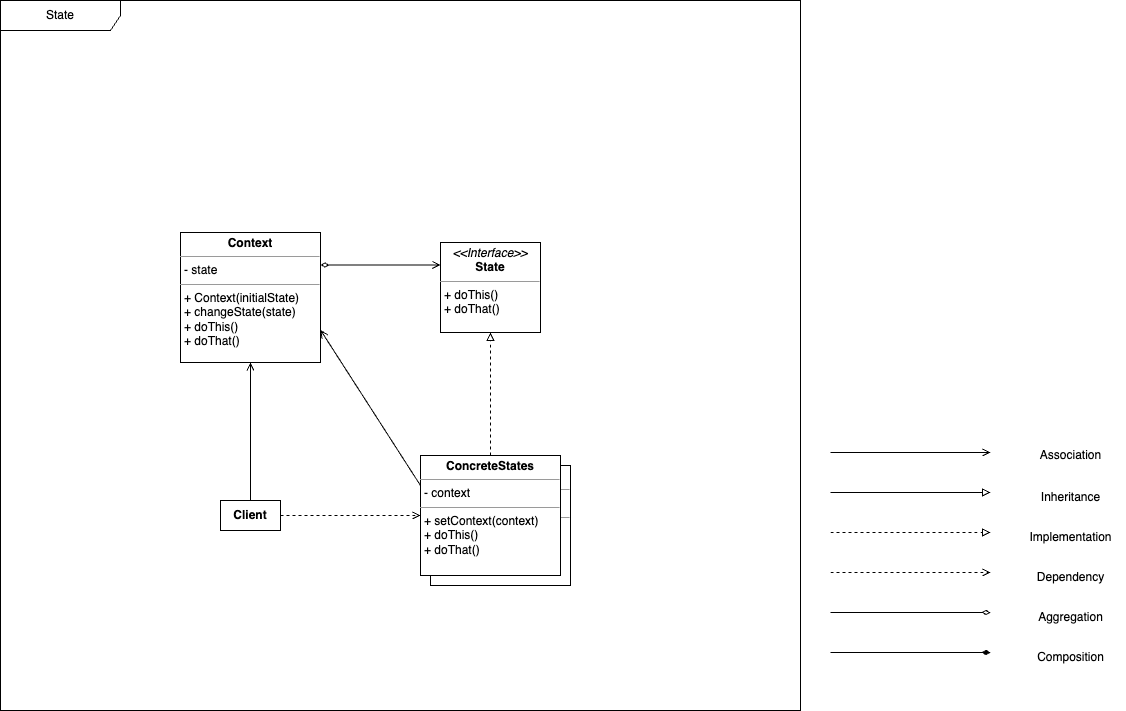 State
Context
- state
+ Context(initialState)
+ changeState(state)
+ doThis()
+ doThat()
<<Interface>>
State
+ doThis()
+ doThat()
ConcreteStates
- context
+ setContext(context)
+ doThis()
+ doThat()
Client
Association
Inheritance
Implementation
Dependency
Aggregation
Composition